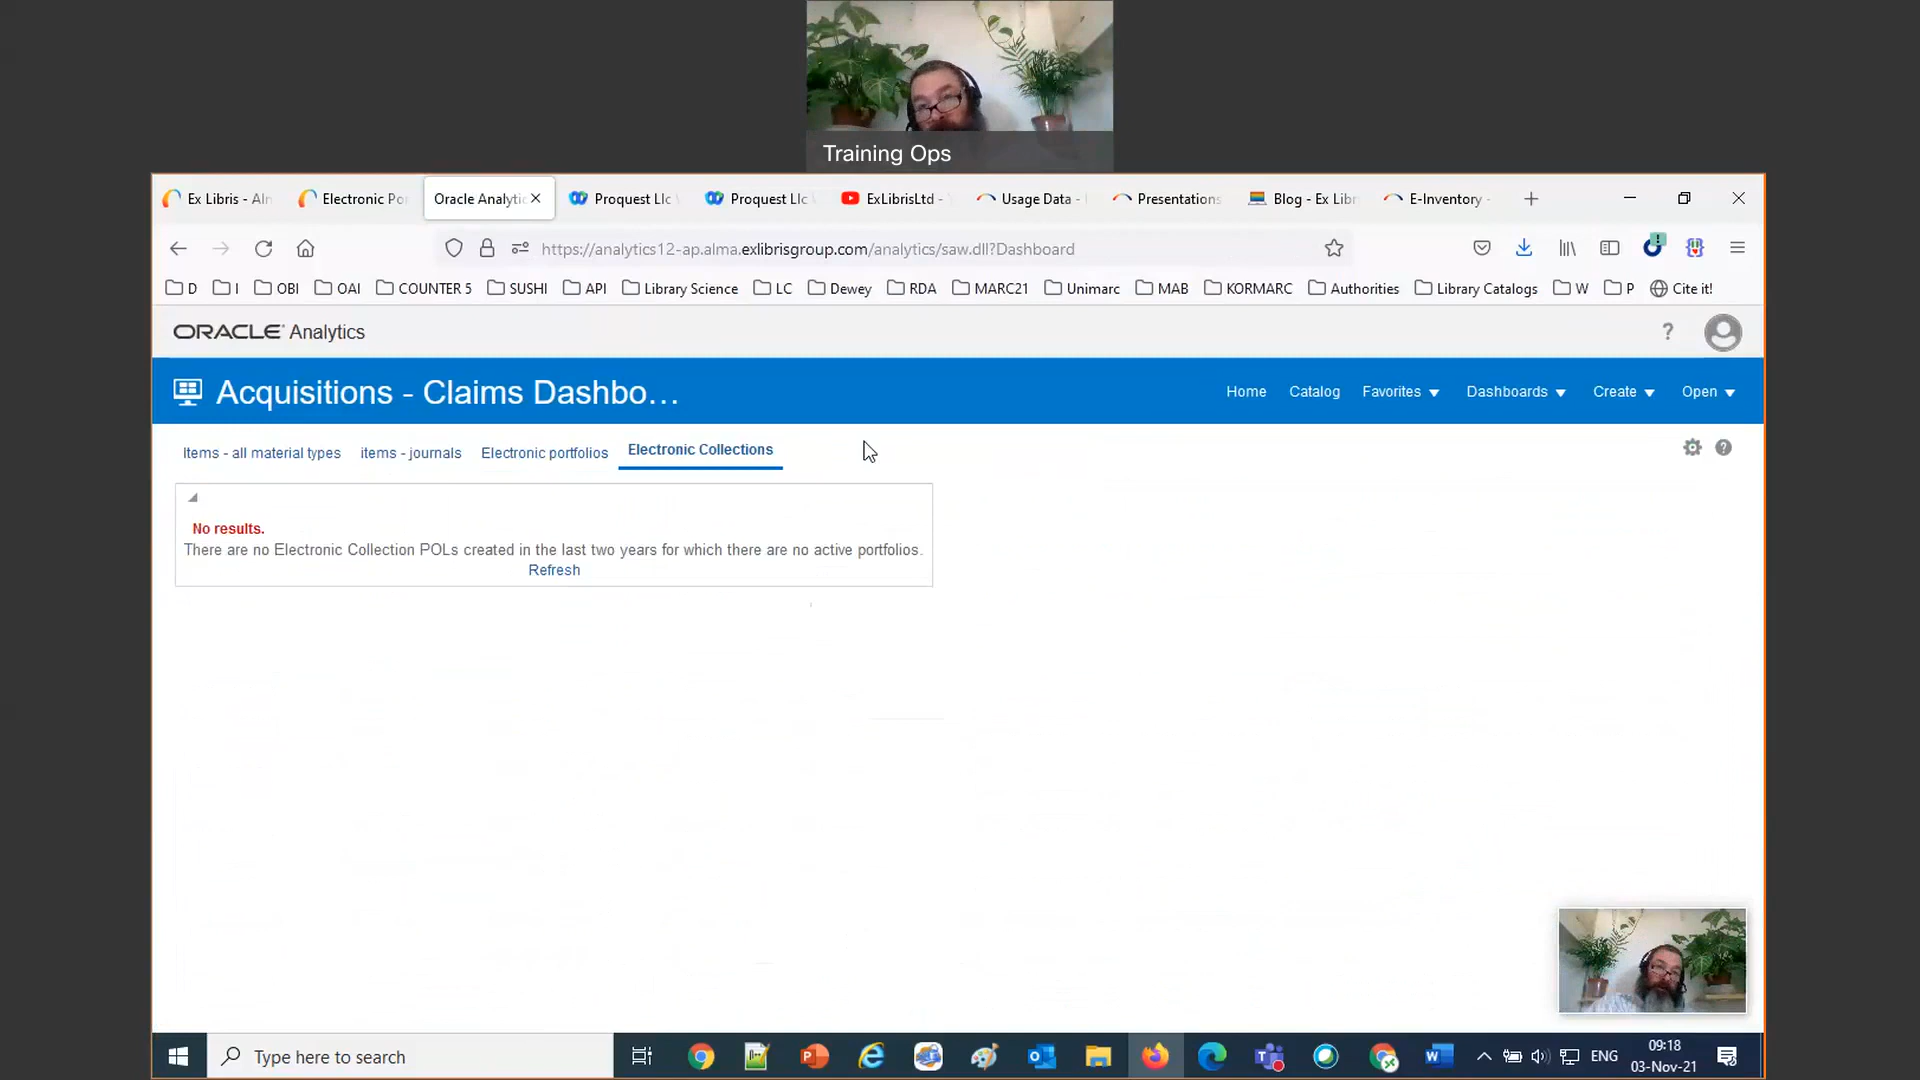 Training Ops
Ex Libris - Alm
Electronic Po
Oracle Analytic
Proquest Llc
Proquest Llc
ExLibrisLtd -
Usage Data -
Presentations
Blog - Ex Libr
E-Inventory -
https://analytics12-ap.alma.exlibrisgroup.com/analytics/saw.dll?Dashboard
D I OBI OAI COUNTER 5 SUSHI API Library Science LC Dewey RDA MARC21 Unimarc MAB KORMARC Authorities Library Catalogs W P Cite it!
ORACLE Analytics
?
Acquisitions - Claims Dashbo...
Home Catalog Favorites Dashboards Create Open
Items - all material types items - journals Electronic portfolios Electronic Collections
No results.
There are no Electronic Collection POLs created in the last two years for which there are no active portfolios.
Refresh
Type here to search
ENG
09:18
03-Nov-21